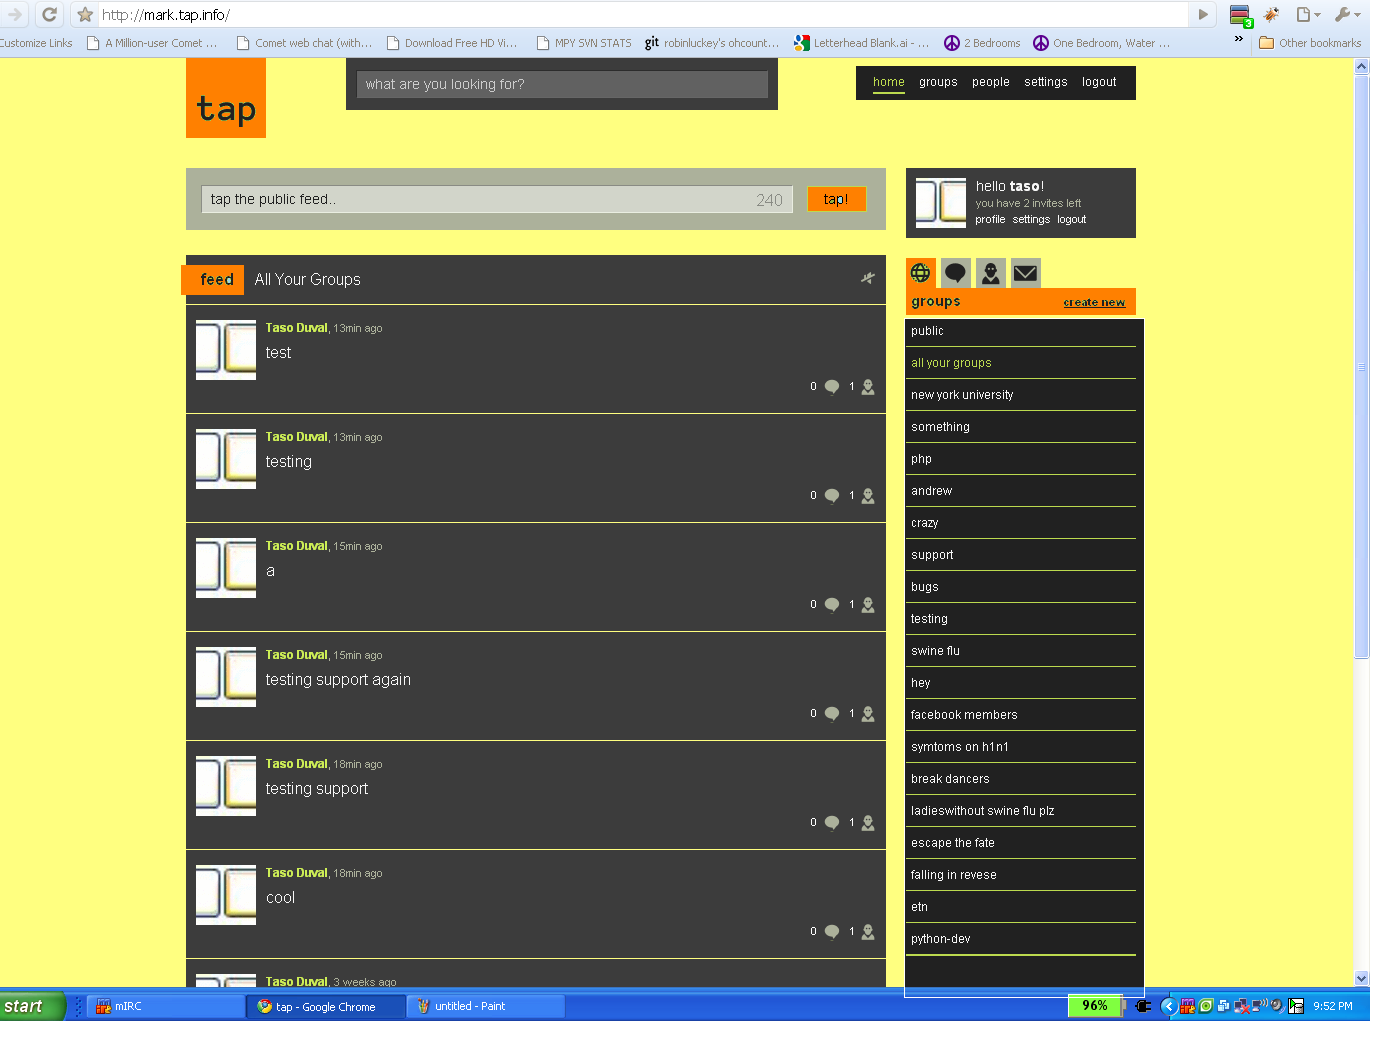 http://mark.tap.info/
3
Customize Links A Million-user Comet ... Comet web chat (with... Download Free HD Vi... MPY SVN STATS git robinluckey's ohcount... Letterhead Blank.ai - ... 2 Bedrooms One Bedroom, Water ... » Other bookmarks
tap
what are you looking for?
home groups people settings logout
tap the public feed.. 240 tap!
hello taso!
you have 2 invites left
profile settings logout
feed All Your Groups
Taso Duval, 13min ago
test
0 1
Taso Duval, 13min ago
testing
0 1
Taso Duval, 15min ago
a
0 1
Taso Duval, 15min ago
testing support again
0 1
Taso Duval, 18min ago
testing support
0 1
Taso Duval, 18min ago
cool
0 1
Taso Duval, 3 weeks ago
groups create new
public
all your groups
new york university
something
php
andrew
crazy
support
bugs
testing
swine flu
hey
facebook members
symtoms on h1n1
break dancers
ladieswithout swine flu plz
escape the fate
falling in revese
etn
python-dev
start mIRC tap - Google Chrome untitled - Paint 96% 9:52 PM